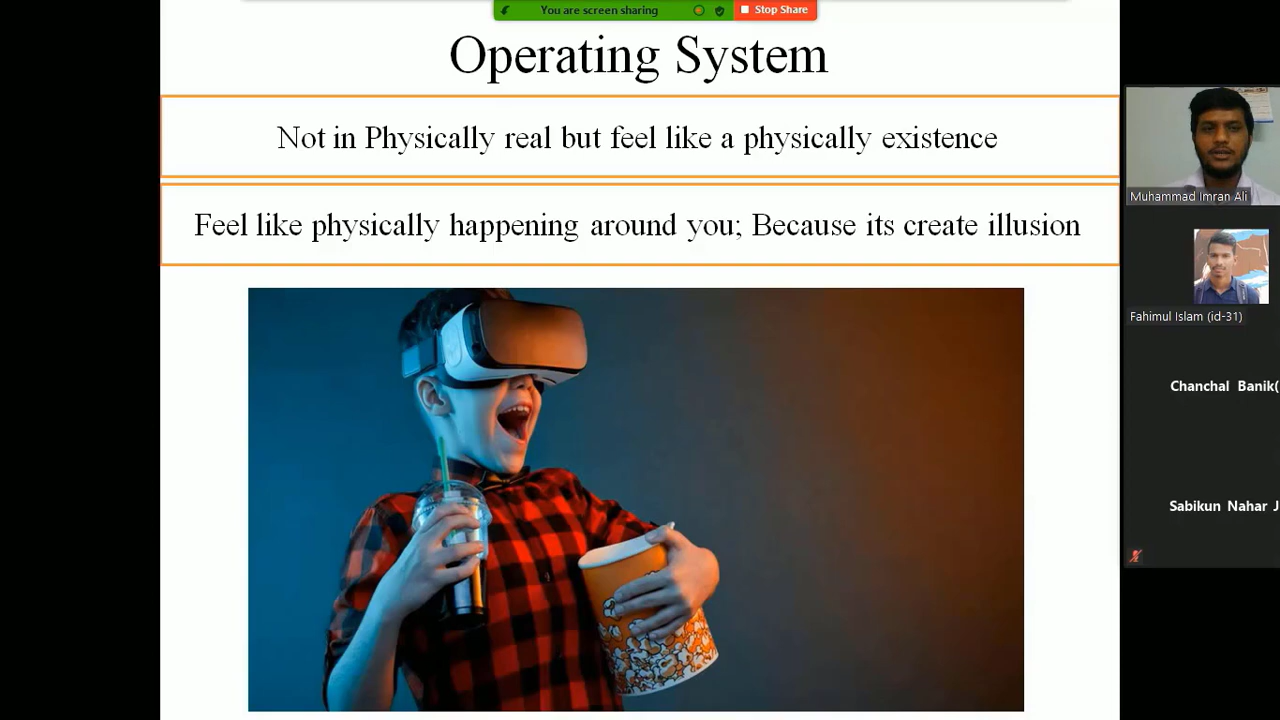 You are screen sharing
Stop Share
Operating System
Not in Physically real but feel like a physically existence
Feel like physically happening around you; Because its create illusion
Muhammad Imran Ali
Fahimul Islam (id-31)
Chanchal Banik(
Sabikun Nahar J